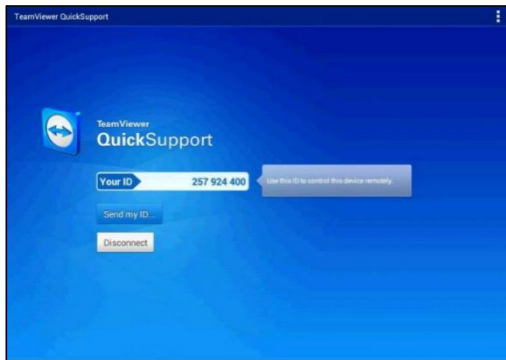 TeamViewer QuickSupport
TeamViewer
QuickSupport
Your ID 257 924 400
Use this ID to control this device remotely.
Send my ID...
Disconnect